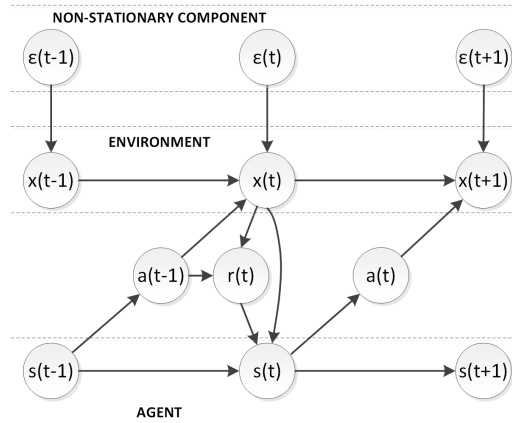 NON-STATIONARY COMPONENT
ε(t-1) ε(t) ε(t+1)
ENVIRONMENT
x(t-1) x(t) x(t+1)
a(t-1) r(t) a(t)
s(t-1) s(t) s(t+1)
AGENT